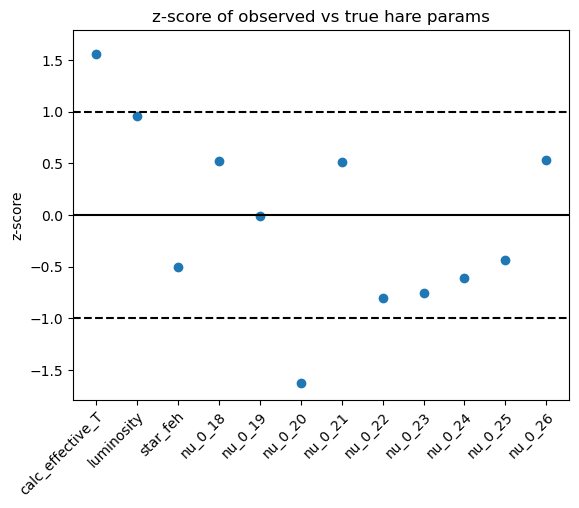 z-score of observed vs true hare params
z-score
1.5
1.0
0.5
0.0
−0.5
−1.0
−1.5
calc_effective_T
luminosity
star_feh
nu_0_18
nu_0_19
nu_0_20
nu_0_21
nu_0_22
nu_0_23
nu_0_24
nu_0_25
nu_0_26